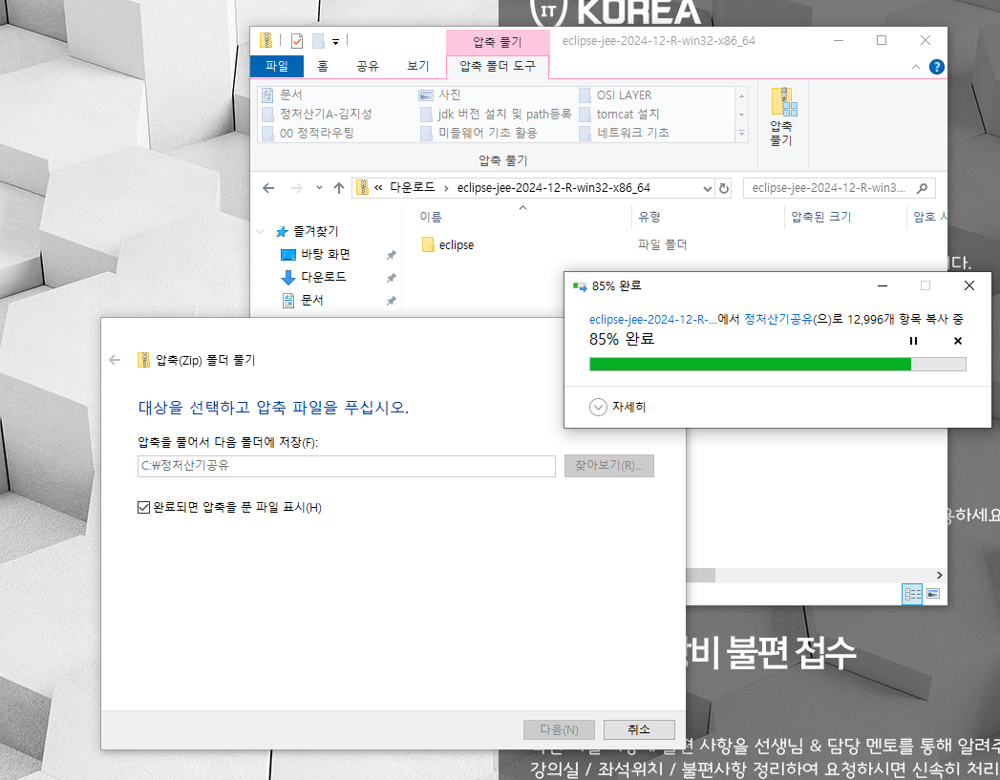 IT KOREA
압축 풀기
eclipse-jee-2024-12-R-win32-x86_64
파일 홈 공유 보기 압축 폴더 도구
문서 사진 OSI LAYER
정처산기A-김지성 jdk 버전 설치 및 path등록 tomcat 설치
00 정적라우팅 미들웨어 기초 활용 네트워크 기초
압축
풀기
압축 풀기
« 다운로드 › eclipse-jee-2024-12-R-win32-x86_64
eclipse-jee-2024-12-R-win3...
이름 유형 압축된 크기 암호
즐겨찾기
바탕 화면
다운로드
문서
eclipse 파일 폴더
다.
85% 완료
eclipse-jee-2024-12-R-...에서 정처산기공유(으)로 12,996개 항목 복사 중
85% 완료
자세히
압축(Zip) 폴더 풀기
대상을 선택하고 압축 파일을 푸십시오.
압축을 풀어서 다음 폴더에 저장(F):
C:₩정처산기공유
찾아보기(R)...
완료되면 압축을 푼 파일 표시(H)
다음(N) 취소
하세요
비 불편 접수
사항을 선생님 & 담당 멘토를 통해 알려주
강의실 / 좌석위치 / 불편사항 정리하여 요청하시면 신속히 처리